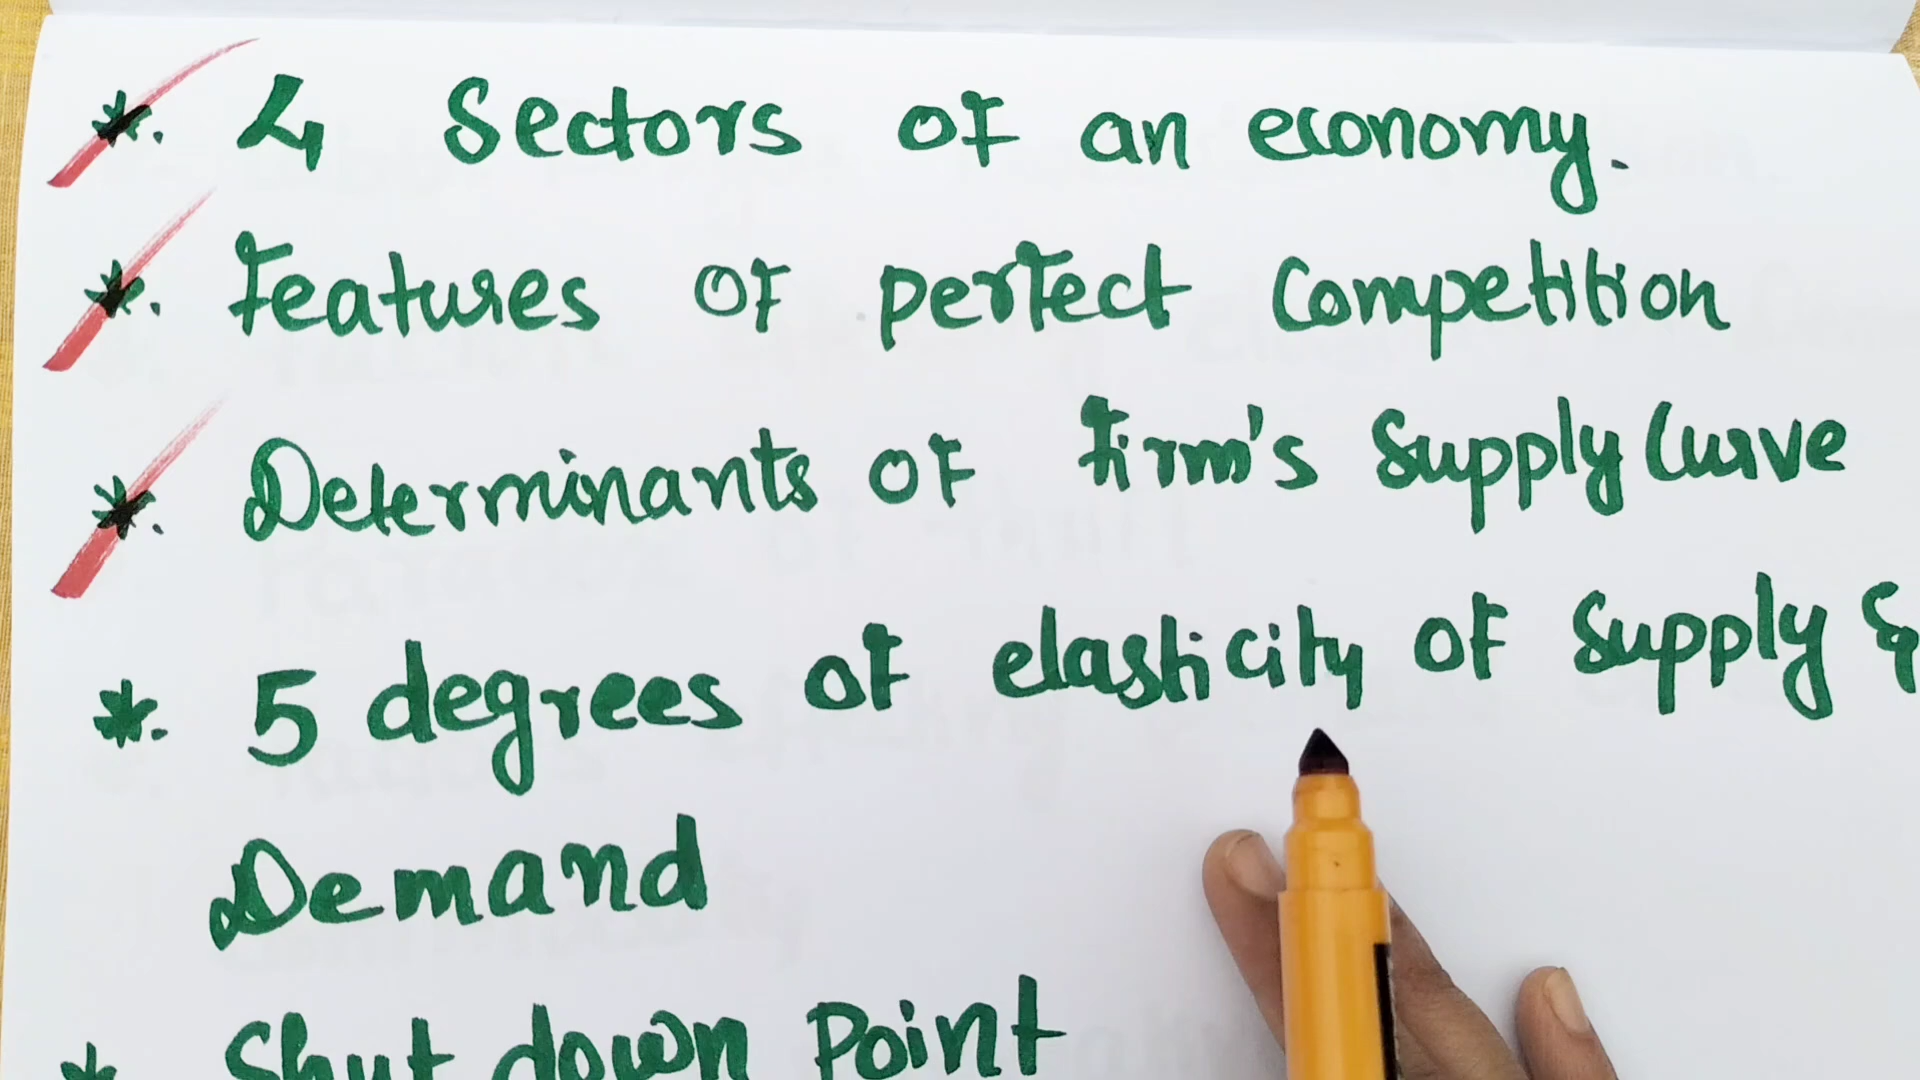 *. 4 Sectors of an economy.
*. Features of perfect Competition
*. Determinants of firm's Supply Curve
*. 5 degrees of elasticity of Supply &
Demand
* Shut down Point